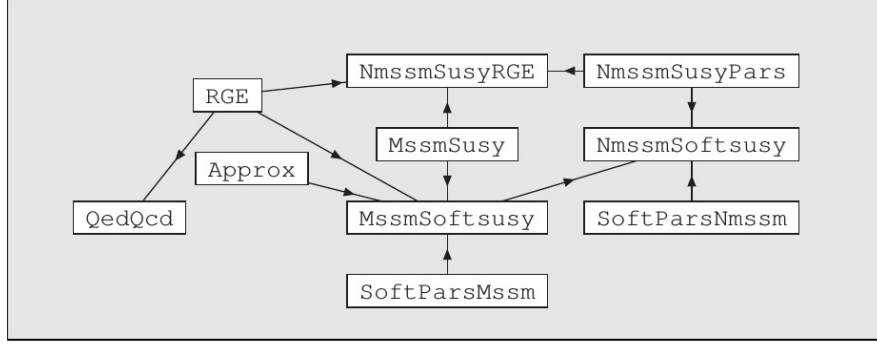 NmssmSusyRGE
NmssmSusyPars
RGE
MssmSusy
NmssmSoftsusy
Approx
QedQcd
MssmSoftsusy
SoftParsNmssm
SoftParsMssm